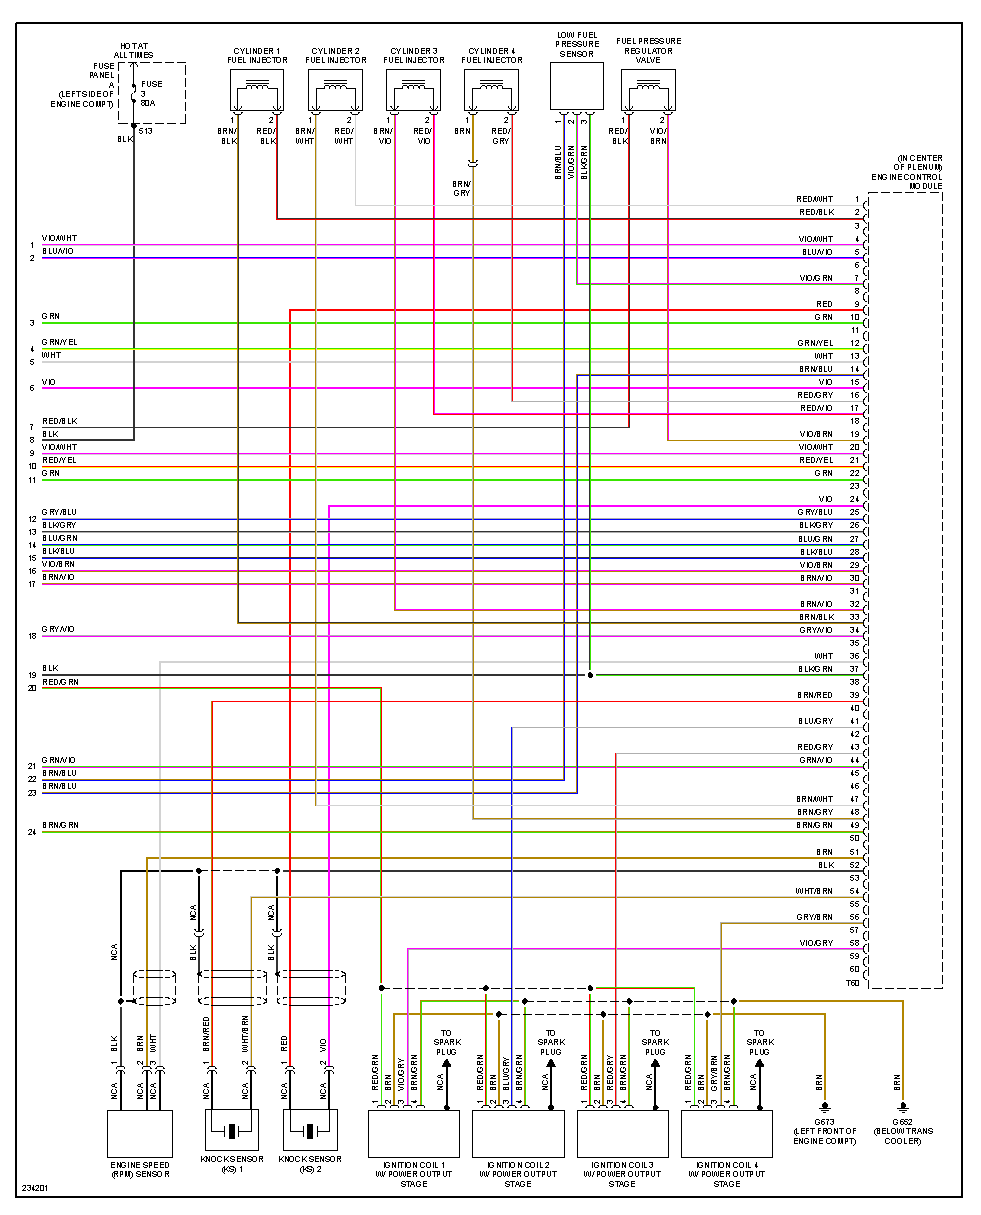 HOT AT
ALL TIMES
FUSE
PANEL
A
(LEFT SIDE OF
ENGINE COMPT)
FUSE
3
80A
S13
BLK
CYLINDER 1
FUEL INJECTOR
CYLINDER 2
FUEL INJECTOR
CYLINDER 3
FUEL INJECTOR
CYLINDER 4
FUEL INJECTOR
LOW FUEL
PRESSURE
SENSOR
FUEL PRESSURE
REGULATOR
VALVE
1 2 1 2 1 2 1 2 1 2 3 1 2
BRN/
BLK
RED/
BLK
BRN/
WHT
RED/
WHT
BRN/
VIO
RED/
VIO
BRN
RED/
GRY
BRN/
GRY
BRN/BLU
VIO/GRN
BLK/GRN
RED/
BLK
VIO/
BRN
(IN CENTER
OF PLENUM)
ENGINE CONTROL
MODULE
RED/WHT 1
RED/BLK 2
3
1 VIO/WHT VIO/WHT 4
2 BLU/VIO BLU/VIO 5
6
VIO/GRN 7
8
RED 9
3 GRN GRN 10
11
4 GRN/YEL GRN/YEL 12
5 WHT WHT 13
BRN/BLU 14
6 VIO VIO 15
RED/GRY 16
RED/VIO 17
7 RED/BLK 18
8 BLK VIO/BRN 19
9 VIO/WHT VIO/WHT 20
10 RED/YEL RED/YEL 21
11 GRN GRN 22
23
VIO 24
12 GRY/BLU GRY/BLU 25
13 BLK/GRY BLK/GRY 26
14 BLU/GRN BLU/GRN 27
15 BLK/BLU BLK/BLU 28
16 VIO/BRN VIO/BRN 29
17 BRN/VIO BRN/VIO 30
31
BRN/VIO 32
BRN/BLK 33
18 GRY/VIO GRY/VIO 34
35
WHT 36
19 BLK BLK/GRN 37
20 RED/GRN 38
BRN/RED 39
40
BLU/GRY 41
42
RED/GRY 43
21 GRN/VIO GRN/VIO 44
22 BRN/BLU 45
23 BRN/BLU 46
BRN/WHT 47
BRN/GRY 48
24 BRN/GRN BRN/GRN 49
50
BRN 51
BLK 52
53
WHT/BRN 54
55
GRY/BRN 56
57
VIO/GRY 58
59
60
T60
NCA
NCA
BLK
NCA
BLK
BLK 1
BRN 2
WHT 3
NCA
NCA
NCA
BRN/RED 1
WHT/BRN 2
NCA
NCA
RED 1
VIO 2
NCA
NCA
RED/GRN 1
BRN 2
VIO/GRY 3
BRN/GRN 4
TO
SPARK
PLUG
NCA
RED/GRN 1
BRN 2
BLU/GRY 3
BRN/GRN 4
TO
SPARK
PLUG
NCA
RED/GRN 1
BRN 2
RED/GRY 3
BRN/GRN 4
TO
SPARK
PLUG
NCA
RED/GRN 1
BRN 2
GRY/BRN 3
BRN/GRN 4
TO
SPARK
PLUG
NCA
BRN
BRN
G673
(LEFT FRONT OF
ENGINE COMPT)
G652
(BELOW TRANS
COOLER)
ENGINE SPEED
(RPM) SENSOR
KNOCK SENSOR
(KS) 1
KNOCK SENSOR
(KS) 2
IGNITION COIL 1
W/ POWER OUTPUT
STAGE
IGNITION COIL 2
W/ POWER OUTPUT
STAGE
IGNITION COIL 3
W/ POWER OUTPUT
STAGE
IGNITION COIL 4
W/ POWER OUTPUT
STAGE
234201